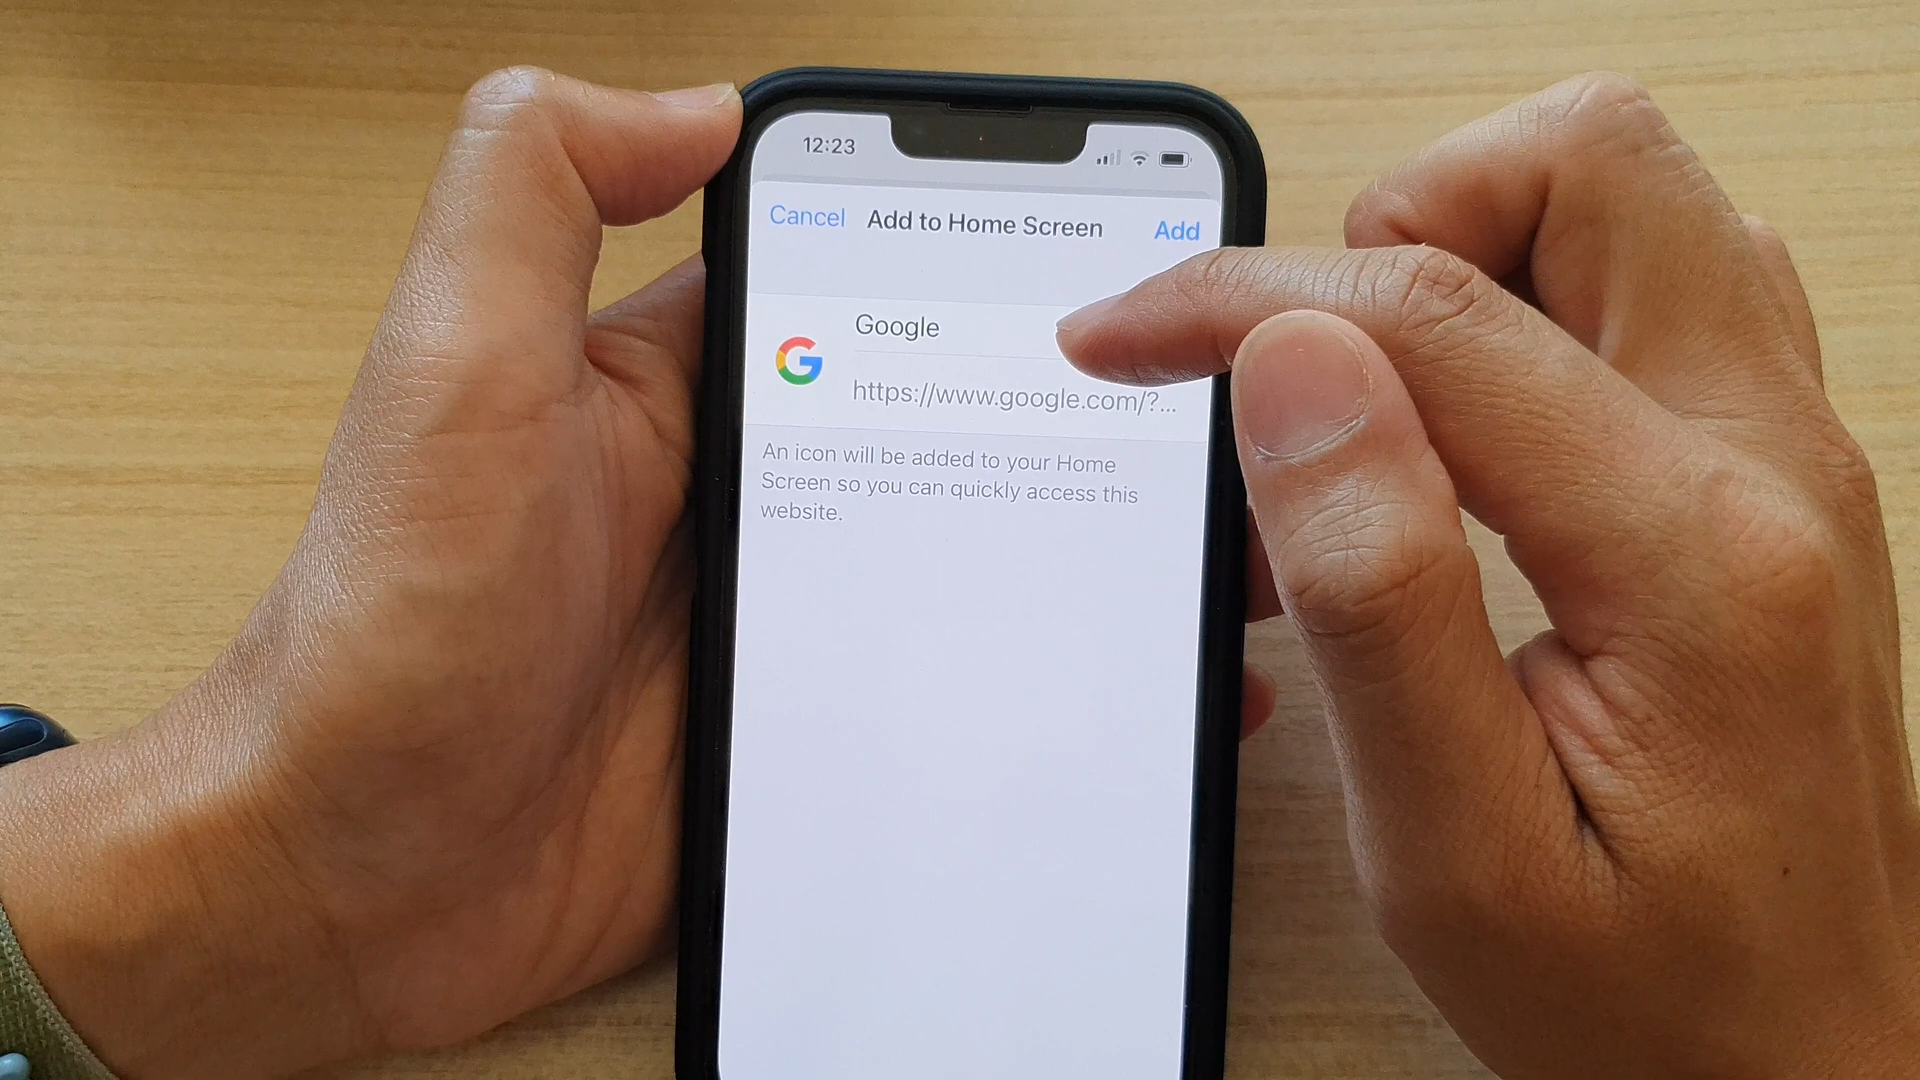 12:23
Cancel Add to Home Screen Add
Google
https://www.google.com/?...
An icon will be added to your Home
Screen so you can quickly access this
website.